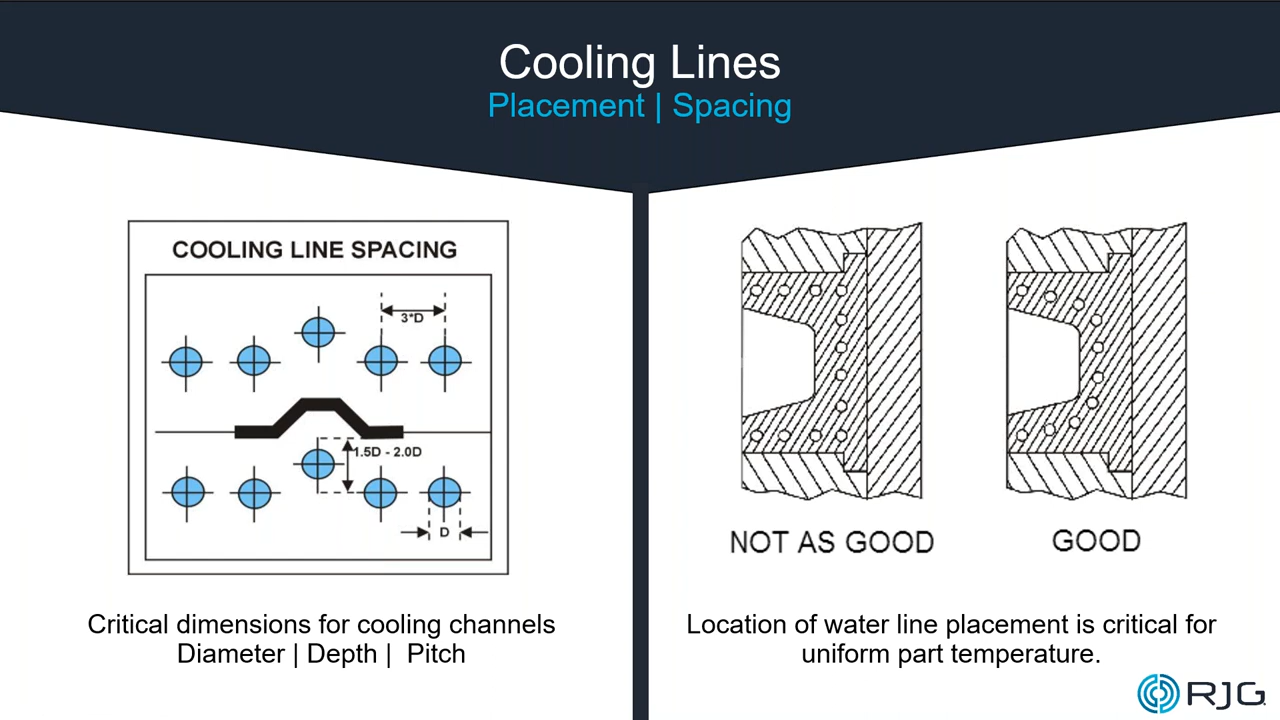 Cooling Lines
Placement | Spacing
COOLING LINE SPACING
3*D
1.5D - 2.0D
D
Critical dimensions for cooling channels
Diameter | Depth | Pitch
NOT AS GOOD
GOOD
Location of water line placement is critical for
uniform part temperature.
RJG